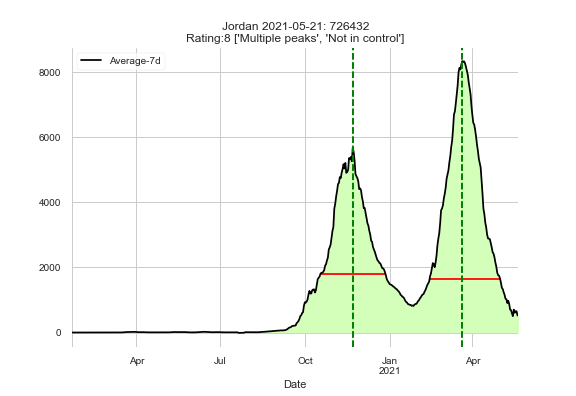 Jordan 2021-05-21: 726432
Rating:8 ['Multiple peaks', 'Not in control']
Average-7d
8000
6000
4000
2000
0
Apr Jul Oct Jan Apr
2021
Date